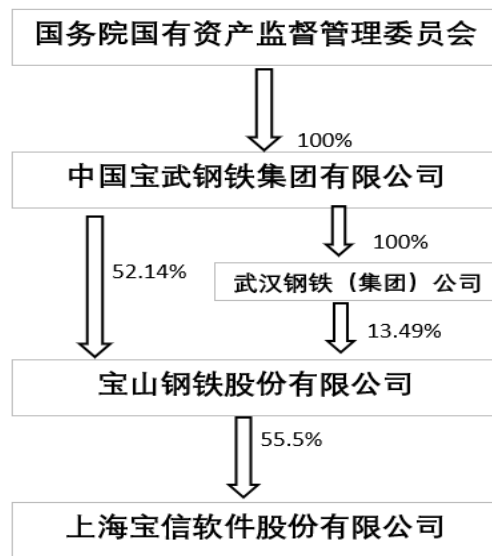 国务院国有资产监督管理委员会
100%
中国宝武钢铁集团有限公司
100%
52.14%
武汉钢铁（集团）公司
13.49%
宝山钢铁股份有限公司
55.5%
上海宝信软件股份有限公司